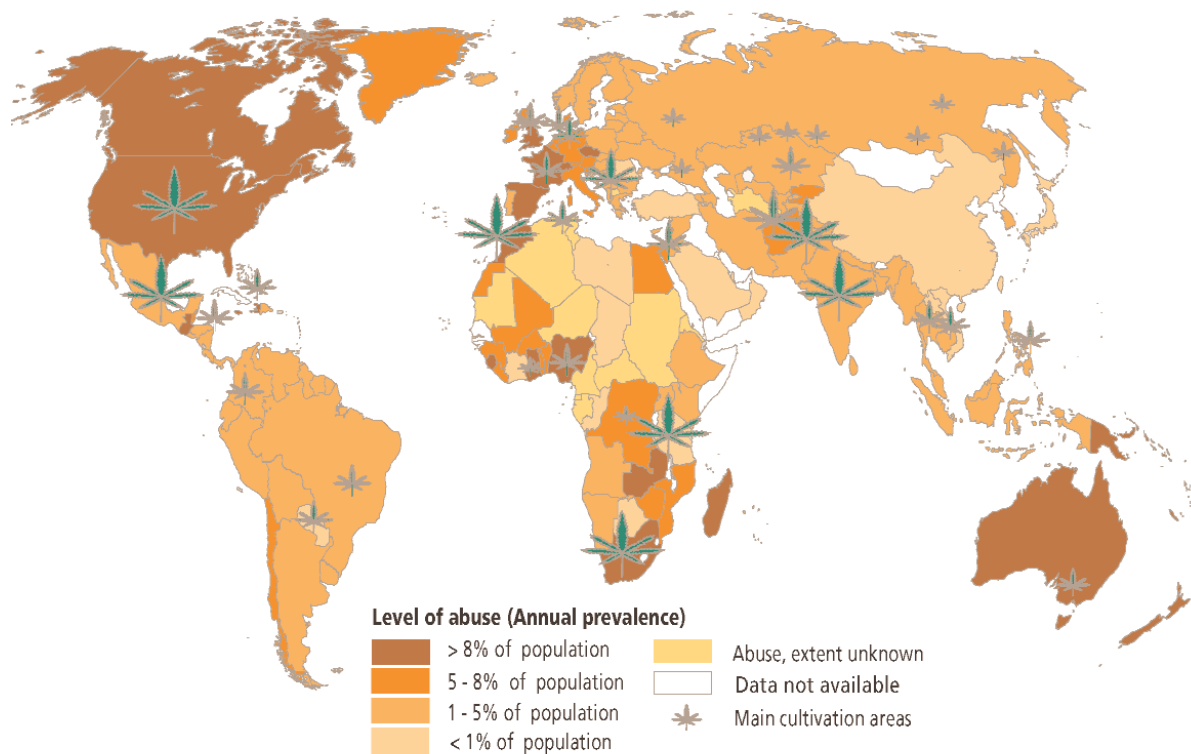 Level of abuse (Annual prevalence)
> 8% of population
5 - 8% of population
1 - 5% of population
< 1% of population
Abuse, extent unknown
Data not available
Main cultivation areas